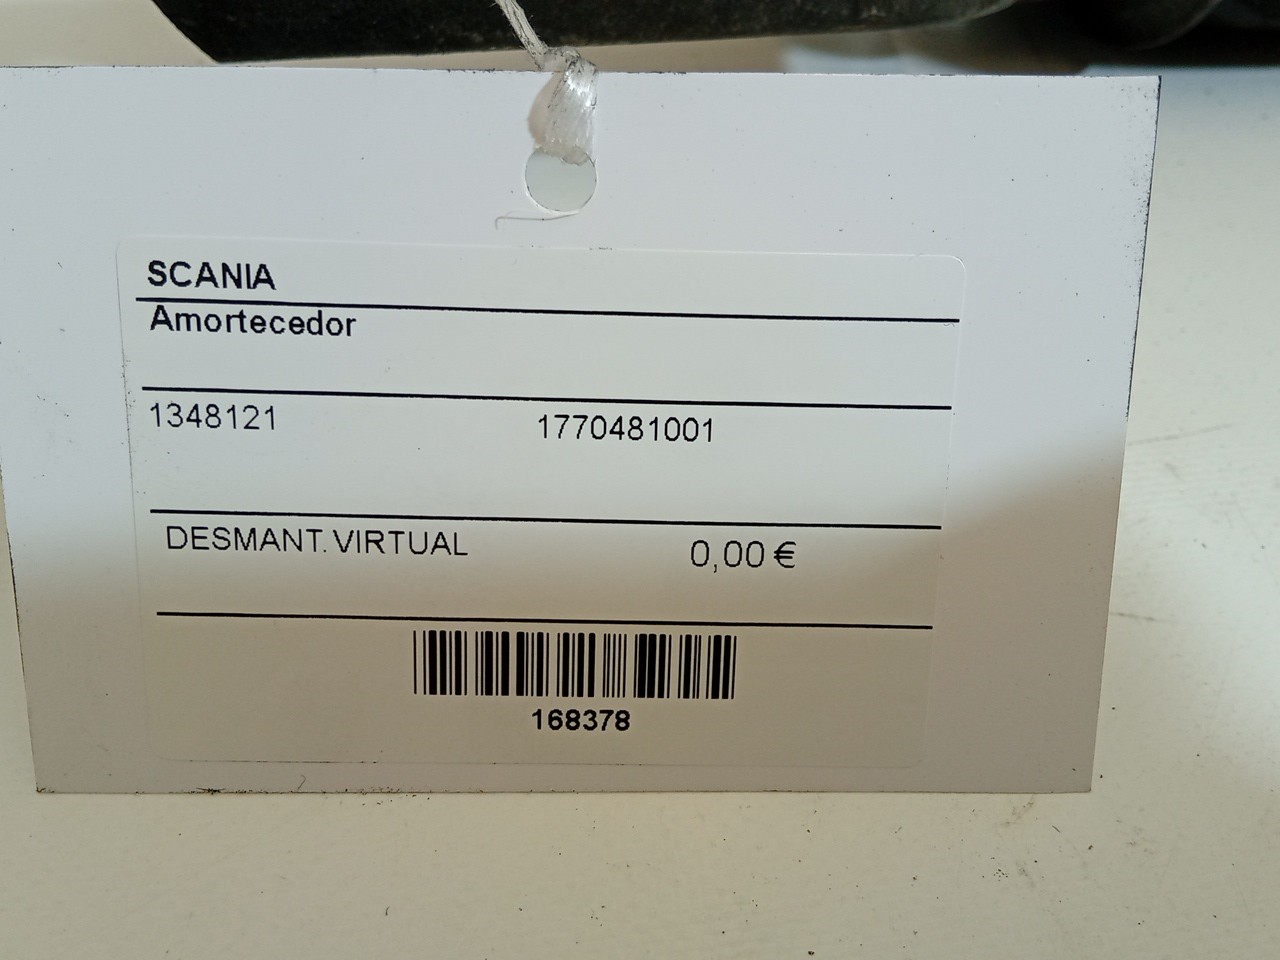 SCANIA
Amortecedor
1348121 1770481001
DESMANT. VIRTUAL 0,00 €
168378